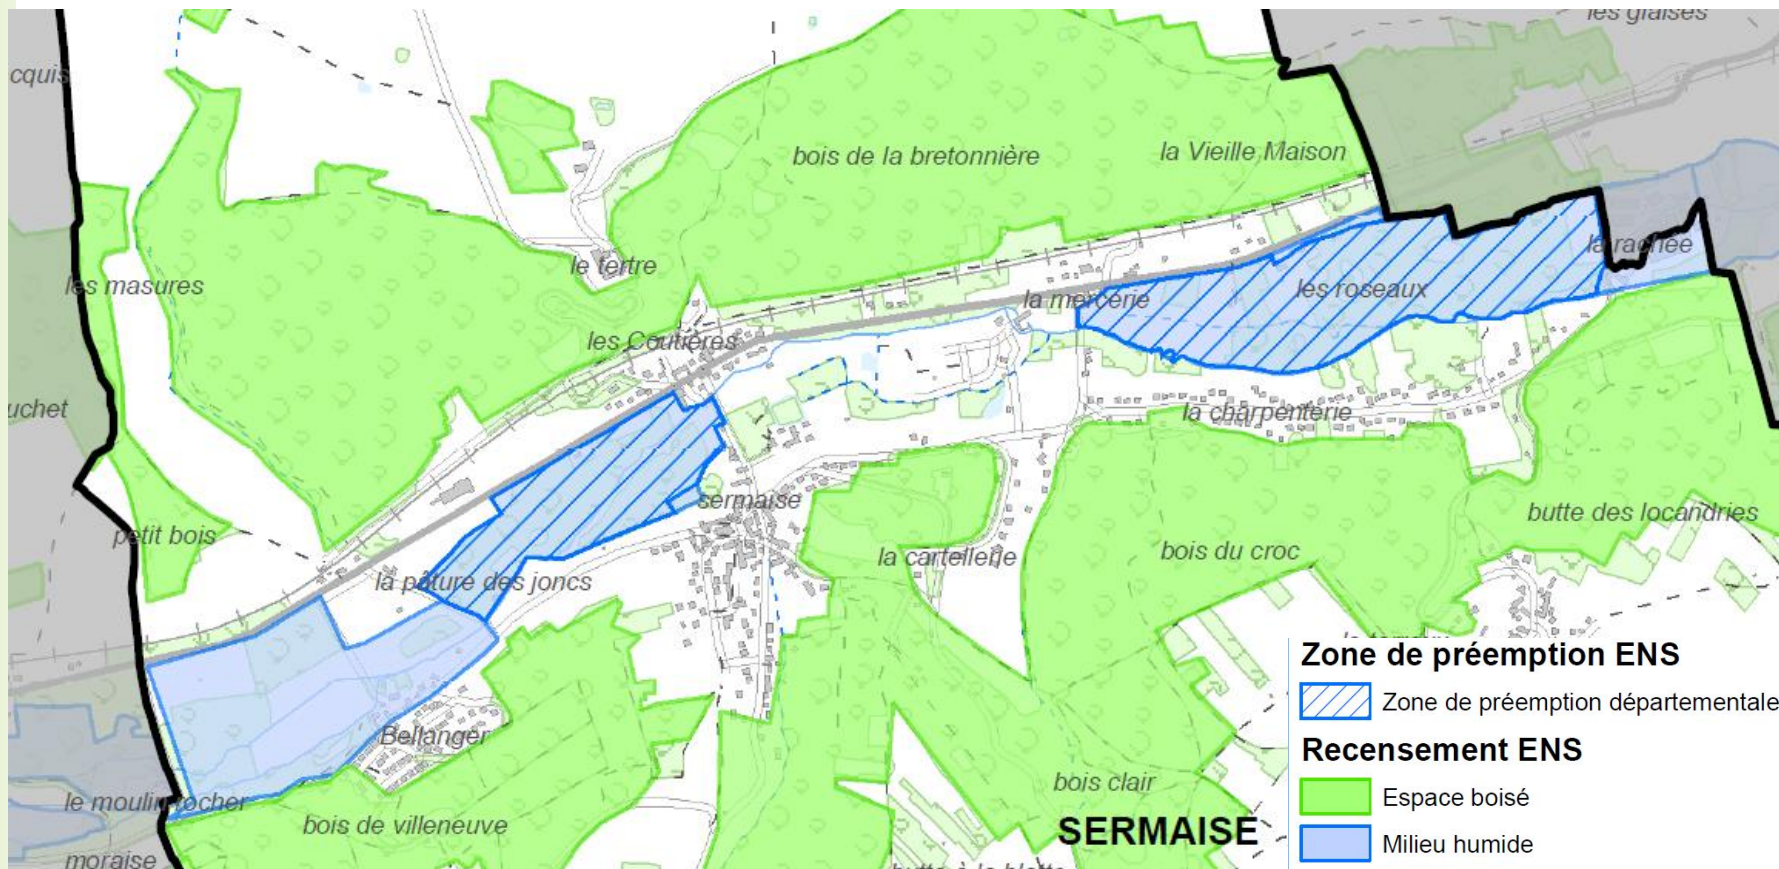 les glaises
cquis
bois de la bretonnière
la Vieille Maison
la rachée
le tertre
les masures
les roseaux
la mercerie
les Coutières
uchet
la charpenterie
sermaise
butte des locandries
petit bois
la cartellerie
bois du croc
la pâture des joncs
Bellanger
bois clair
le moulin rocher
bois de villeneuve
SERMAISE
moraise
Zone de préemption ENS
Zone de préemption départementale
Recensement ENS
Espace boisé
Milieu humide